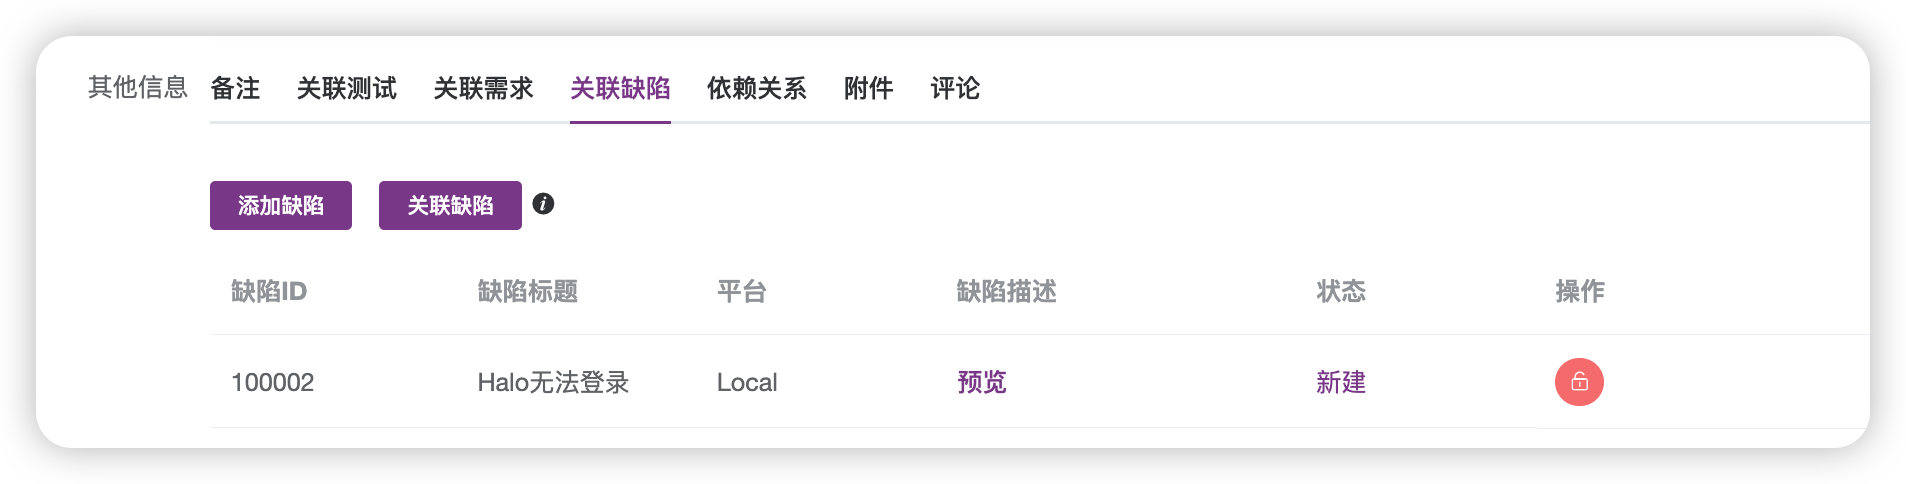 其他信息 备注 关联测试 关联需求 关联缺陷 依赖关系 附件 评论
添加缺陷 关联缺陷 i
缺陷ID 缺陷标题 平台 缺陷描述 状态 操作
100002 Halo无法登录 Local 预览 新建